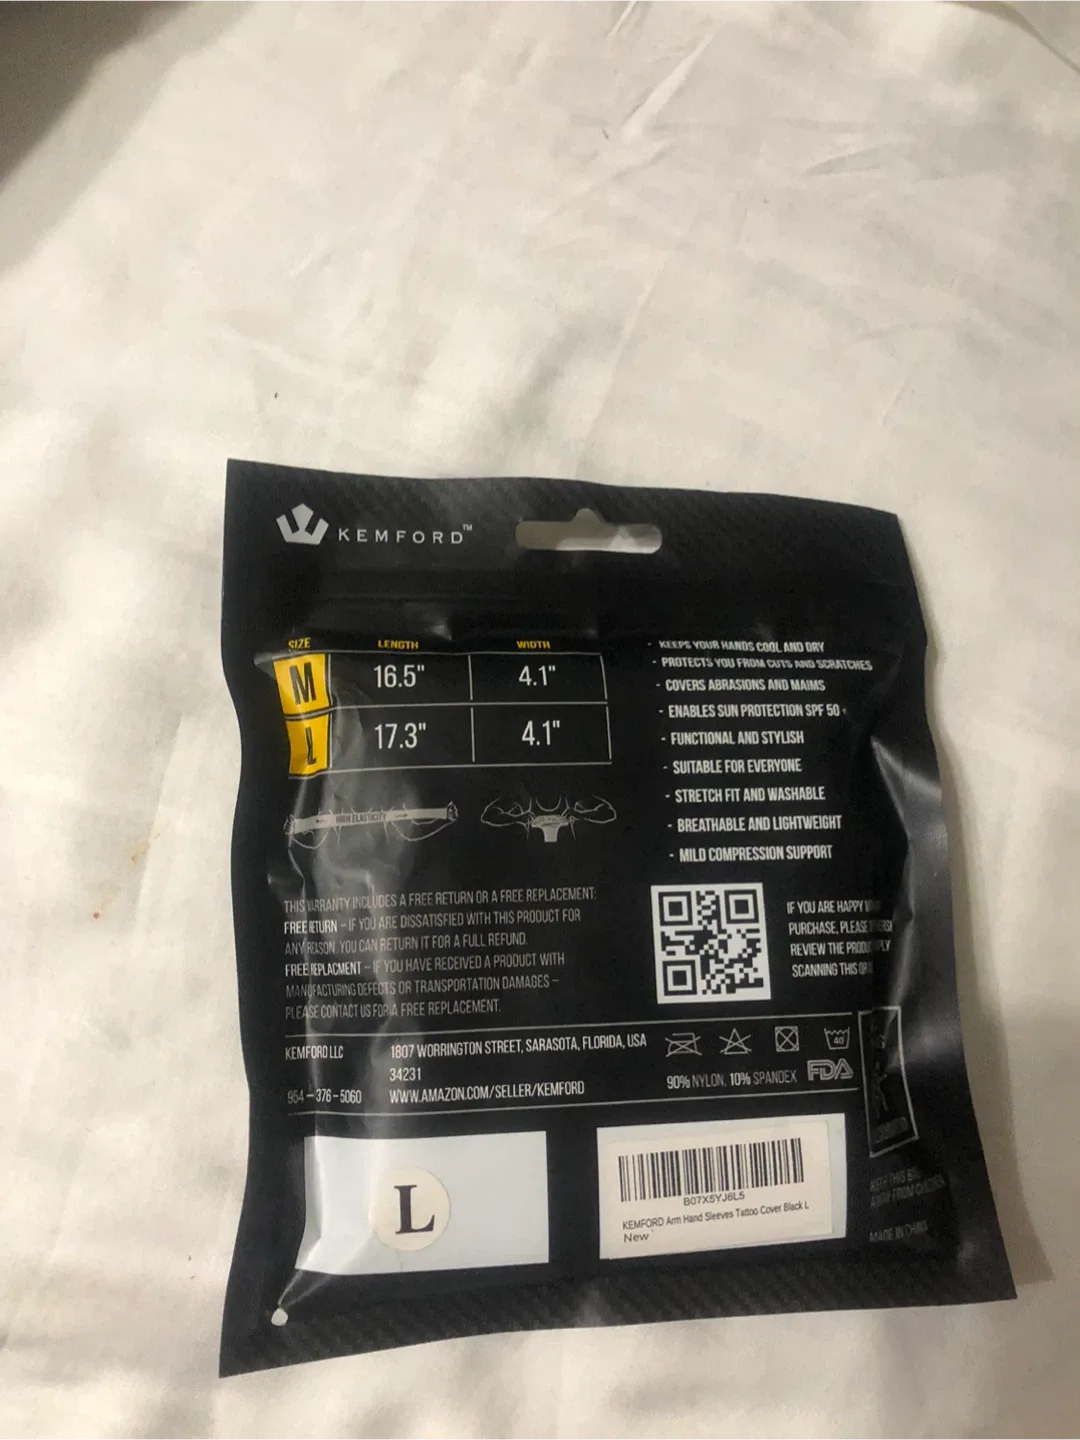 KEMFORD™
SIZE LENGTH WIDTH
M 16.5" 4.1"
L 17.3" 4.1"
HIGH ELASTICITY
- KEEPS YOUR HANDS COOL AND DRY
- PROTECTS YOU FROM CUTS AND SCRATCHES
- COVERS ABRASIONS AND MAIMS
- ENABLES SUN PROTECTION SPF 50+
- FUNCTIONAL AND STYLISH
- SUITABLE FOR EVERYONE
- STRETCH FIT AND WASHABLE
- BREATHABLE AND LIGHTWEIGHT
- MILD COMPRESSION SUPPORT
THIS WARRANTY INCLUDES A FREE RETURN OR A FREE REPLACEMENT:
FREE RETURN – IF YOU ARE DISSATISFIED WITH THIS PRODUCT FOR
ANY REASON. YOU CAN RETURN IT FOR A FULL REFUND.
FREE REPLACMENT – IF YOU HAVE RECEIVED A PRODUCT WITH
MANUFACTURING DEFECTS OR TRANSPORTATION DAMAGES –
PLEASE CONTACT US FOR A FREE REPLACEMENT.
IF YOU ARE HAPPY
PURCHASE, PLEASE
REVIEW THE
SCANNING THIS
KEMFORD LLC
1807 WORRINGTON STREET, SARASOTA, FLORIDA, USA
34231
954-376-5060
WWW.AMAZON.COM/SELLER/KEMFORD
40
90% NYLON, 10% SPANDEX FDA
L
B07X5YJ6L5
KEMFORD Arm Hand Sleeves Tattoo Cover Black L
New
KEEP THIS
AWAY FROM CHILDREN
MADE IN CHINA